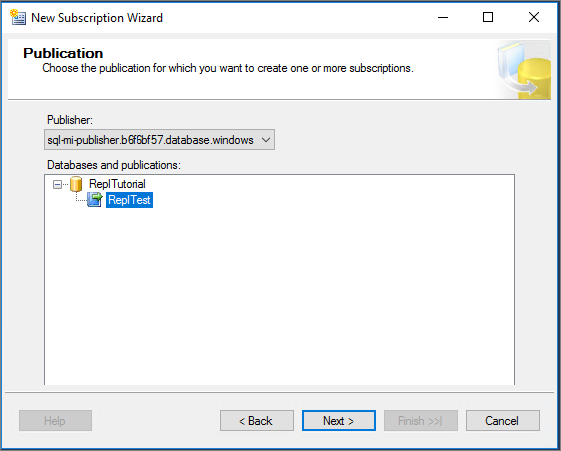 New Subscription Wizard
Publication
Choose the publication for which you want to create one or more subscriptions.
Publisher:
sql-mi-publisher.b6f6bf57.database.windows
Databases and publications:
ReplTutorial
ReplTest
Help
< Back
Next >
Finish >>|
Cancel